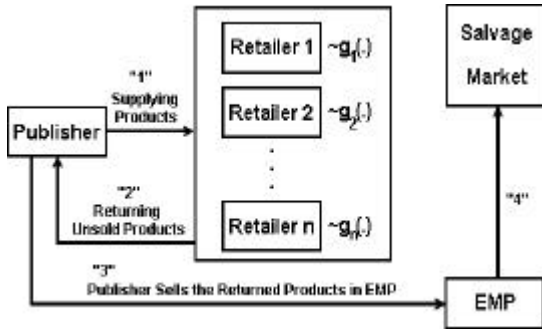 Retailer 1 ~g1(.)
Retailer 2 ~g2(.)
.
.
.
Retailer n ~gn(.)
Salvage
Market
"1"
Supplying
Products
Publisher
"2"
Returning
Unsold Products
"3"
Publisher Sells the Returned Products in EMP
"4"
EMP